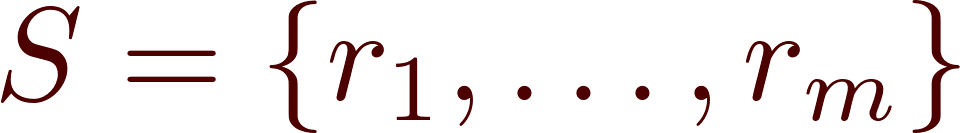 S = {r_1, ..., r_m}